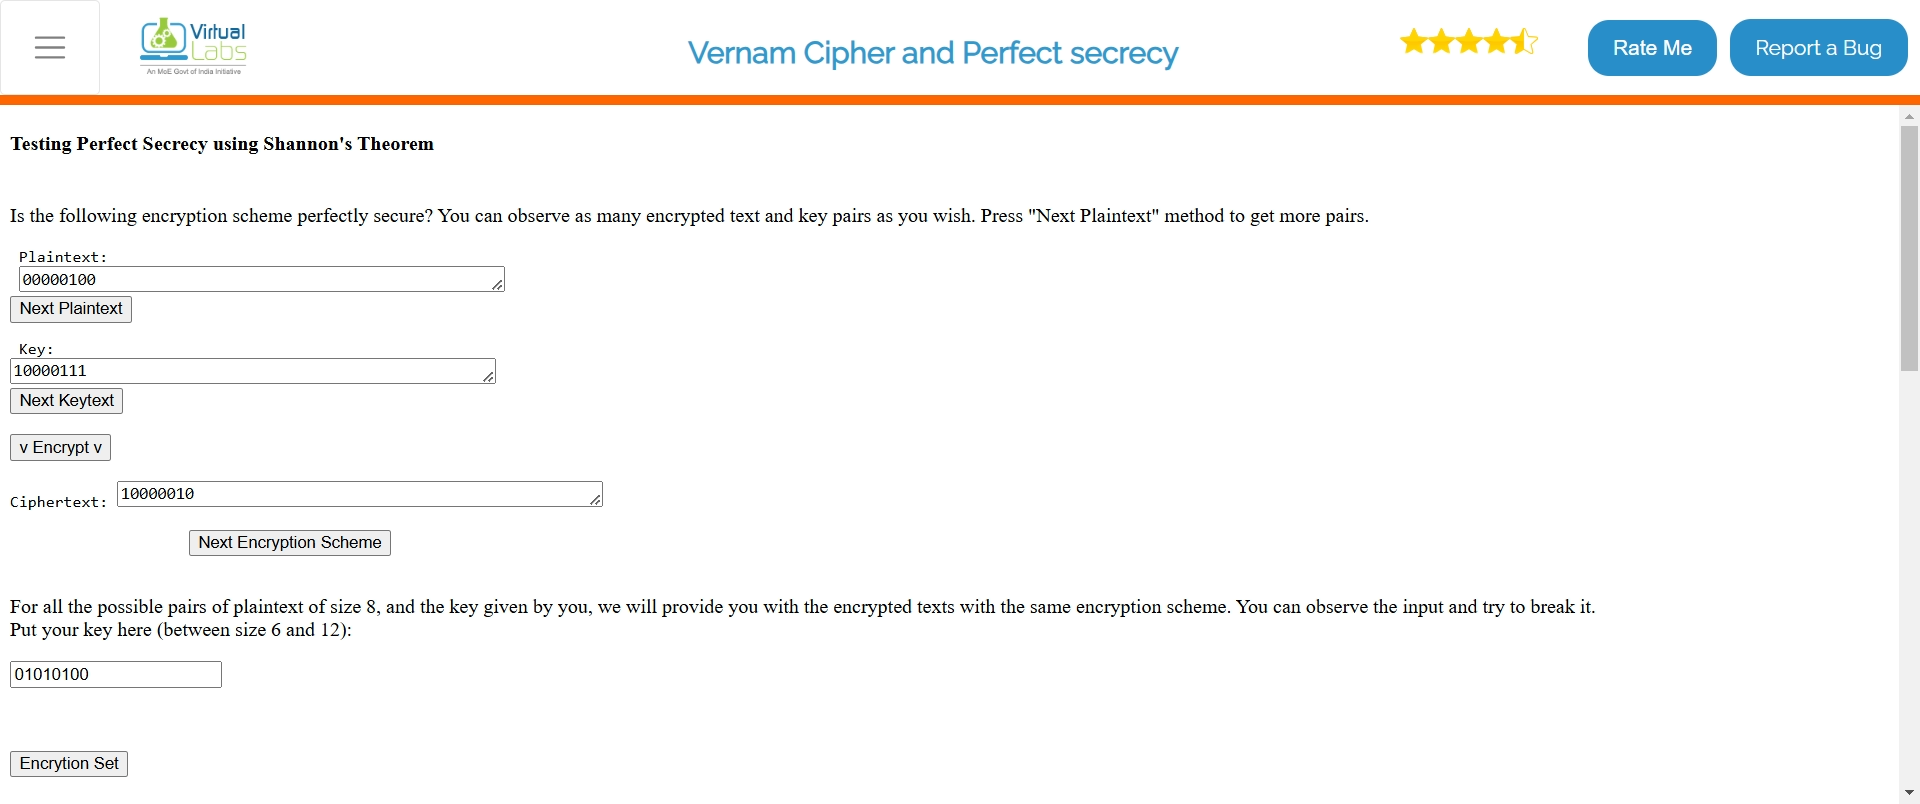 Virtual
Labs
An MoE Govt of India Initiative
Vernam Cipher and Perfect secrecy
Rate Me
Report a Bug
Testing Perfect Secrecy using Shannon's Theorem
Is the following encryption scheme perfectly secure? You can observe as many encrypted text and key pairs as you wish. Press "Next Plaintext" method to get more pairs.
Plaintext:
00000100
Next Plaintext
Key:
10000111
Next Keytext
v Encrypt v
Ciphertext: 10000010
Next Encryption Scheme
For all the possible pairs of plaintext of size 8, and the key given by you, we will provide you with the encrypted texts with the same encryption scheme. You can observe the input and try to break it.
Put your key here (between size 6 and 12):
01010100
Encrytion Set